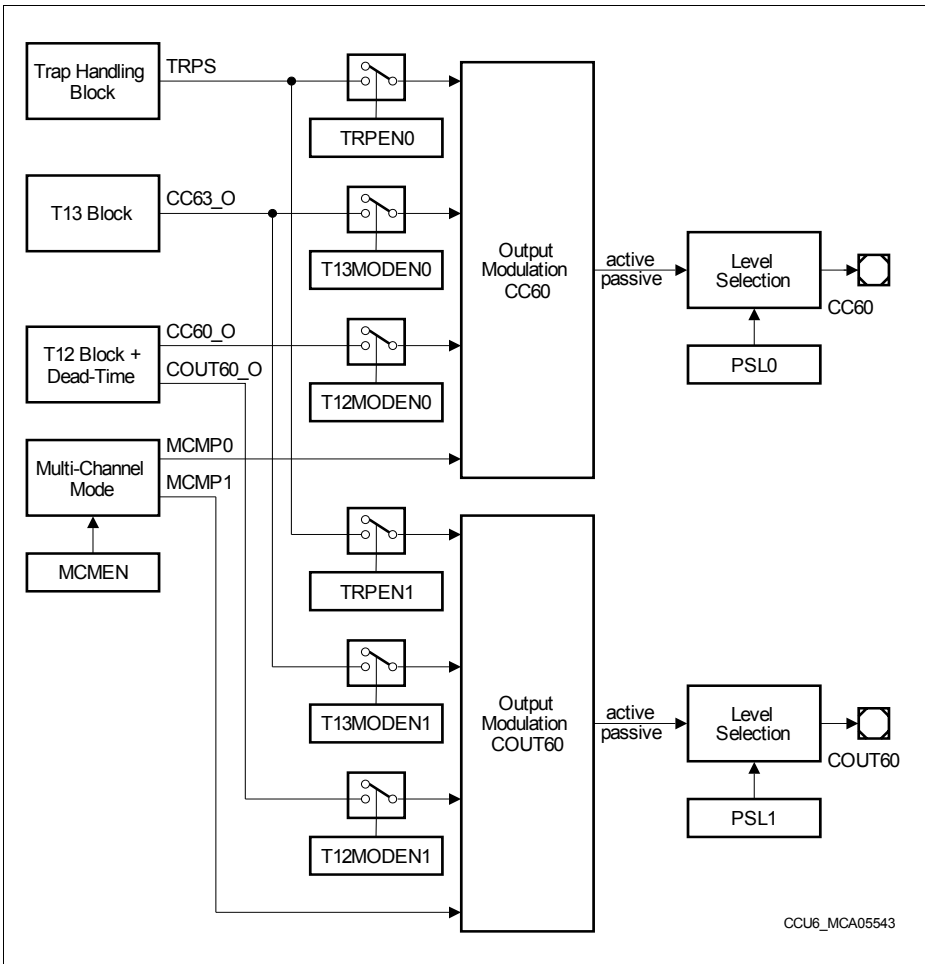 Trap Handling
Block
TRPS
TRPEN0
T13 Block
CC63_O
T13MODEN0
T12 Block +
Dead-Time
CC60_O
COUT60_O
T12MODEN0
Multi-Channel
Mode
MCMP0
MCMP1
MCMEN
Output
Modulation
CC60
active
passive
Level
Selection
CC60
PSL0
TRPEN1
T13MODEN1
T12MODEN1
Output
Modulation
COUT60
active
passive
Level
Selection
COUT60
PSL1
CCU6_MCA05543